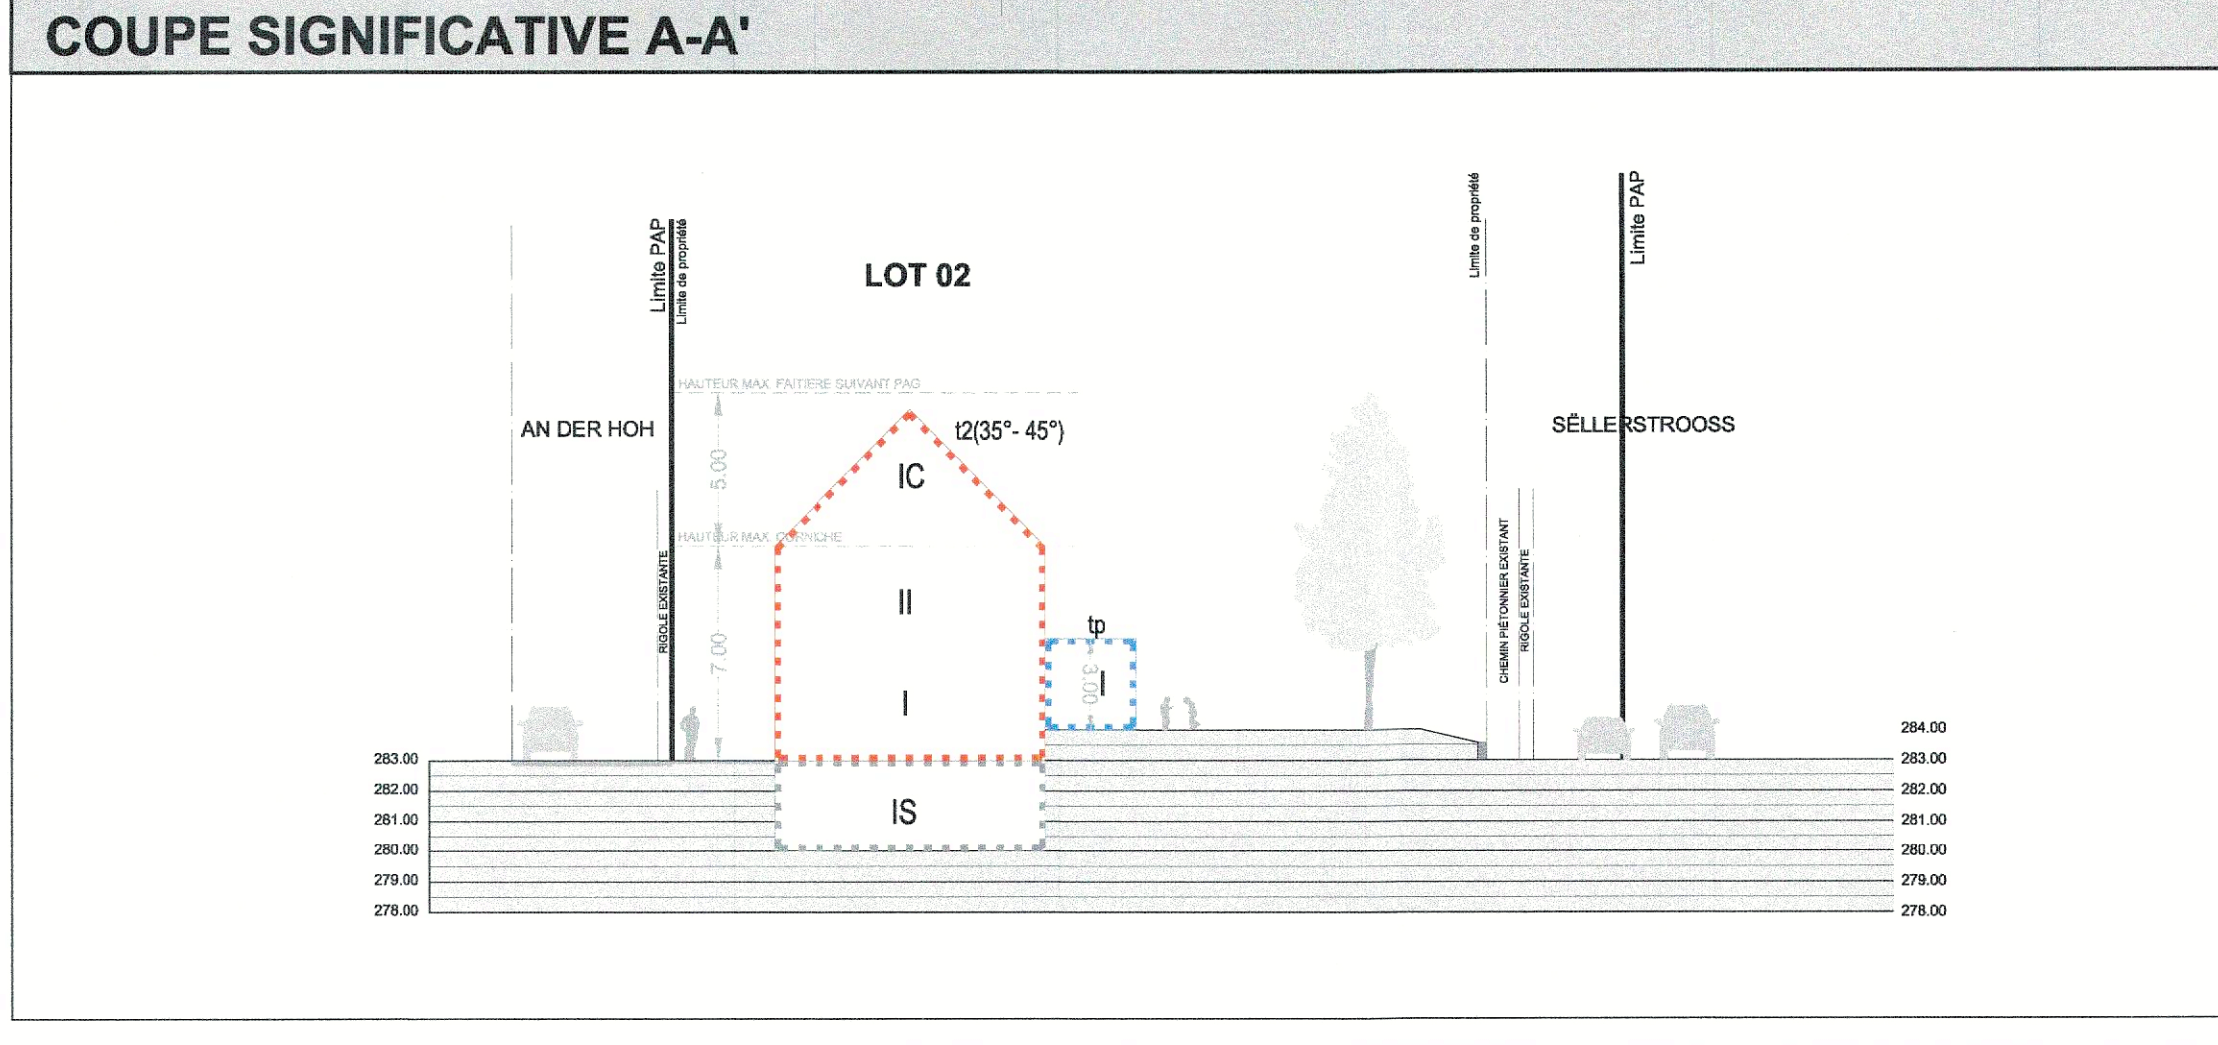 COUPE SIGNIFICATIVE A-A'
Limite PAP
Limite de propriété
LOT 02
Limite de propriété
Limite PAP
HAUTEUR MAX. FAITIERE SUIVANT PAG
AN DER HOH
t2(35°- 45°)
SËLLERSTROOSS
5.00
IC
HAUTEUR MAX. CORNICHE
RIGOLE EXISTANTE
7.00
II
I
tp
3.00
I
CHEMIN PIÉTONNIER EXISTANT
RIGOLE EXISTANTE
284.00
283.00
283.00
282.00
282.00
281.00
IS
281.00
280.00
280.00
279.00
279.00
278.00
278.00